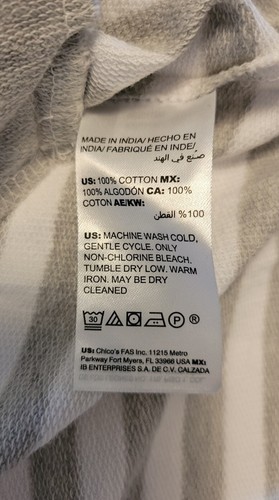 MADE IN INDIA/ HECHO EN
INDIA/ FABRIQUÉ EN INDE/
صنع في الهند
US: 100% COTTON MX:
100% ALGODÓN CA: 100%
COTON AE/KW:
%100 القطن
US: MACHINE WASH COLD,
GENTLE CYCLE. ONLY
NON-CHLORINE BLEACH.
TUMBLE DRY LOW. WARM
IRON. MAY BE DRY
CLEANED
30 P ®
US: Chico's FAS Inc. 11215 Metro
Parkway Fort Myers, FL 33966 USA MX:
IB ENTERPRISES S.A. DE C.V. CALZADA